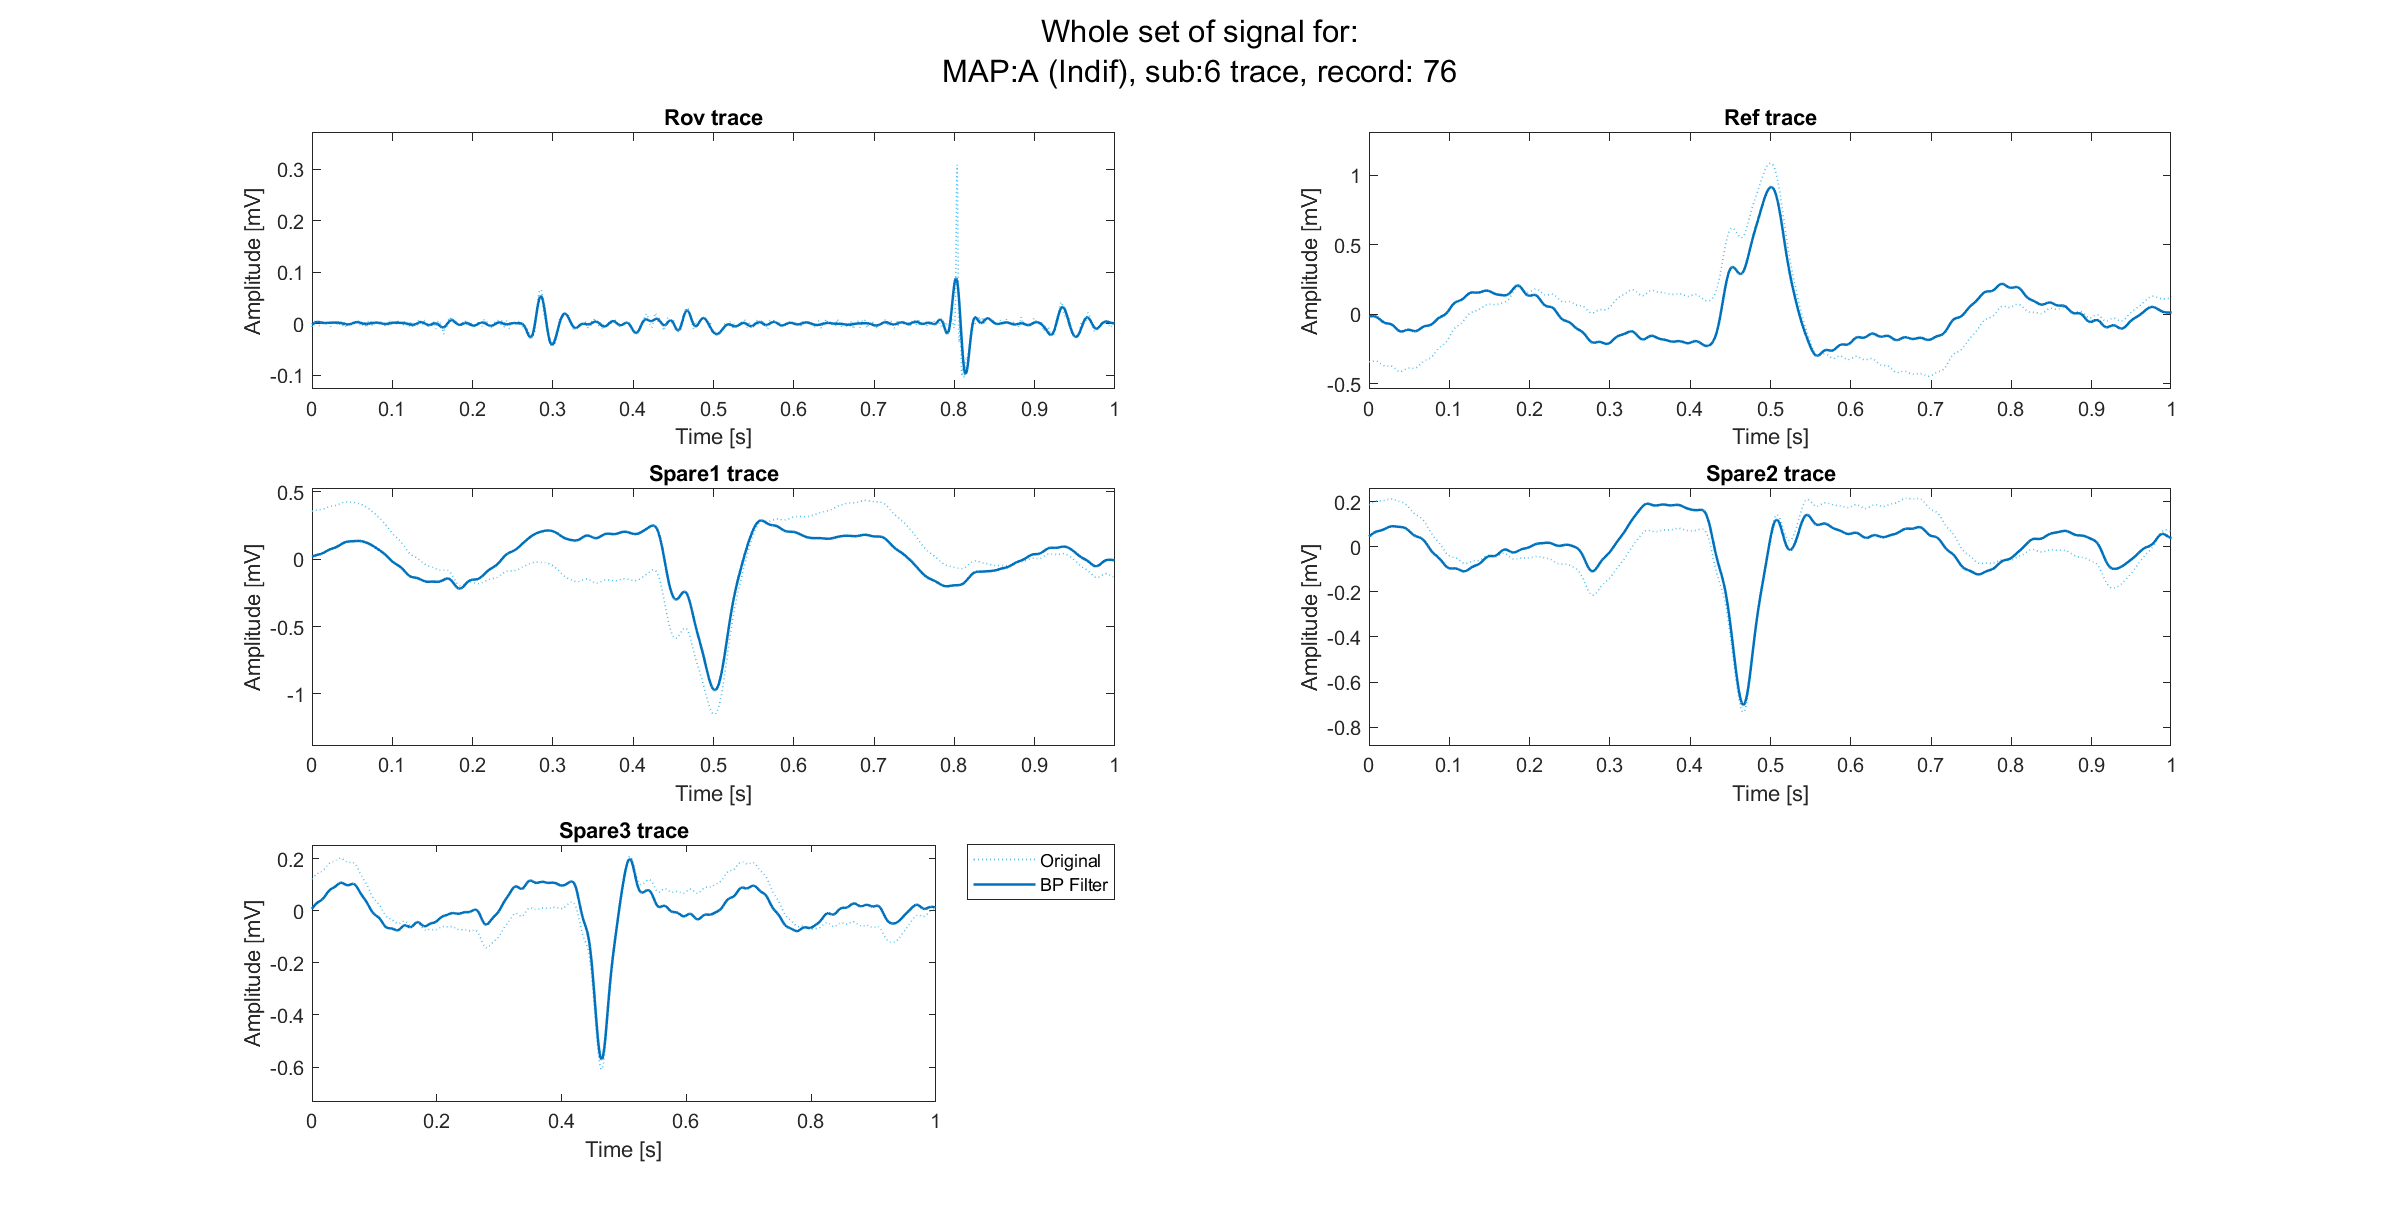 Whole set of signal for:
MAP:A (Indif), sub:6 trace, record: 76
Rov trace
Amplitude [mV]
0.3
0.2
0.1
0
-0.1
0 0.1 0.2 0.3 0.4 0.5 0.6 0.7 0.8 0.9 1
Time [s]
Ref trace
Amplitude [mV]
1
0.5
0
-0.5
0 0.1 0.2 0.3 0.4 0.5 0.6 0.7 0.8 0.9 1
Time [s]
Spare1 trace
Amplitude [mV]
0.5
0
-0.5
-1
0 0.1 0.2 0.3 0.4 0.5 0.6 0.7 0.8 0.9 1
Time [s]
Spare2 trace
Amplitude [mV]
0.2
0
-0.2
-0.4
-0.6
-0.8
0 0.1 0.2 0.3 0.4 0.5 0.6 0.7 0.8 0.9 1
Time [s]
Spare3 trace
Amplitude [mV]
0.2
0
-0.2
-0.4
-0.6
0 0.2 0.4 0.6 0.8 1
Time [s]
Original
BP Filter